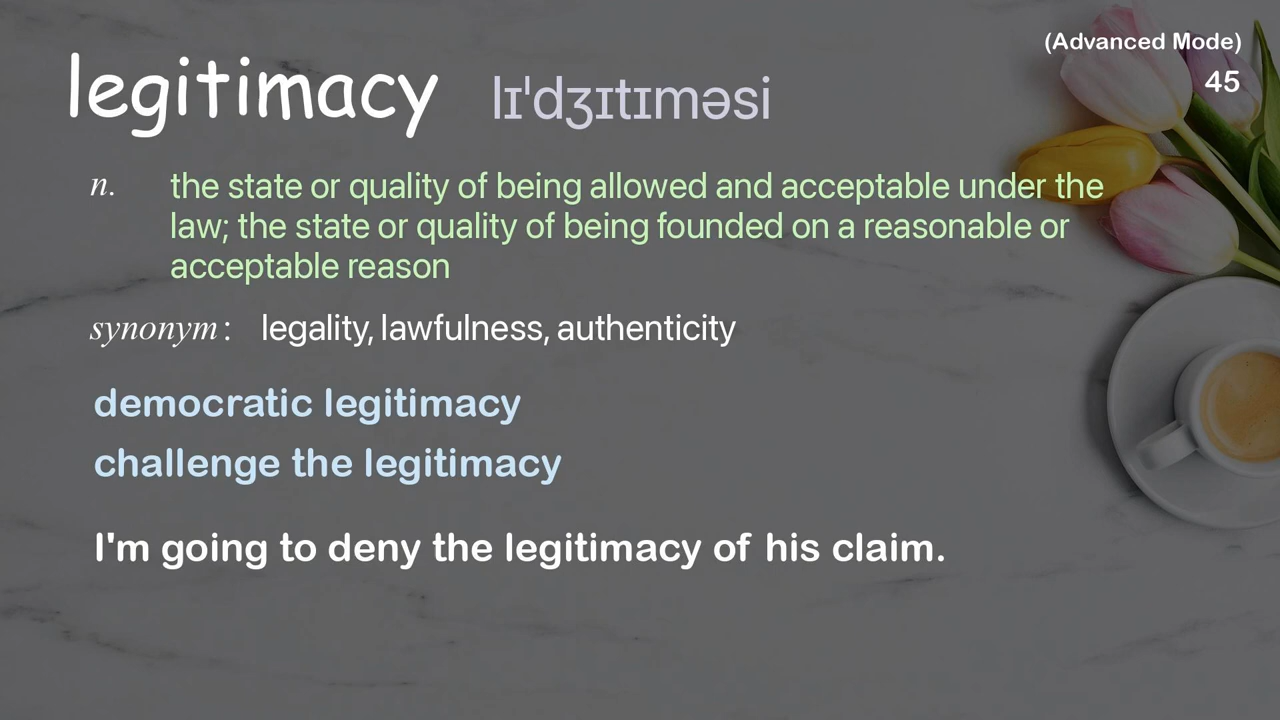 (Advanced Mode)
45
legitimacy lɪˈdʒɪtɪməsi
n. the state or quality of being allowed and acceptable under the
law; the state or quality of being founded on a reasonable or
acceptable reason
synonym : legality, lawfulness, authenticity
democratic legitimacy
challenge the legitimacy
I'm going to deny the legitimacy of his claim.